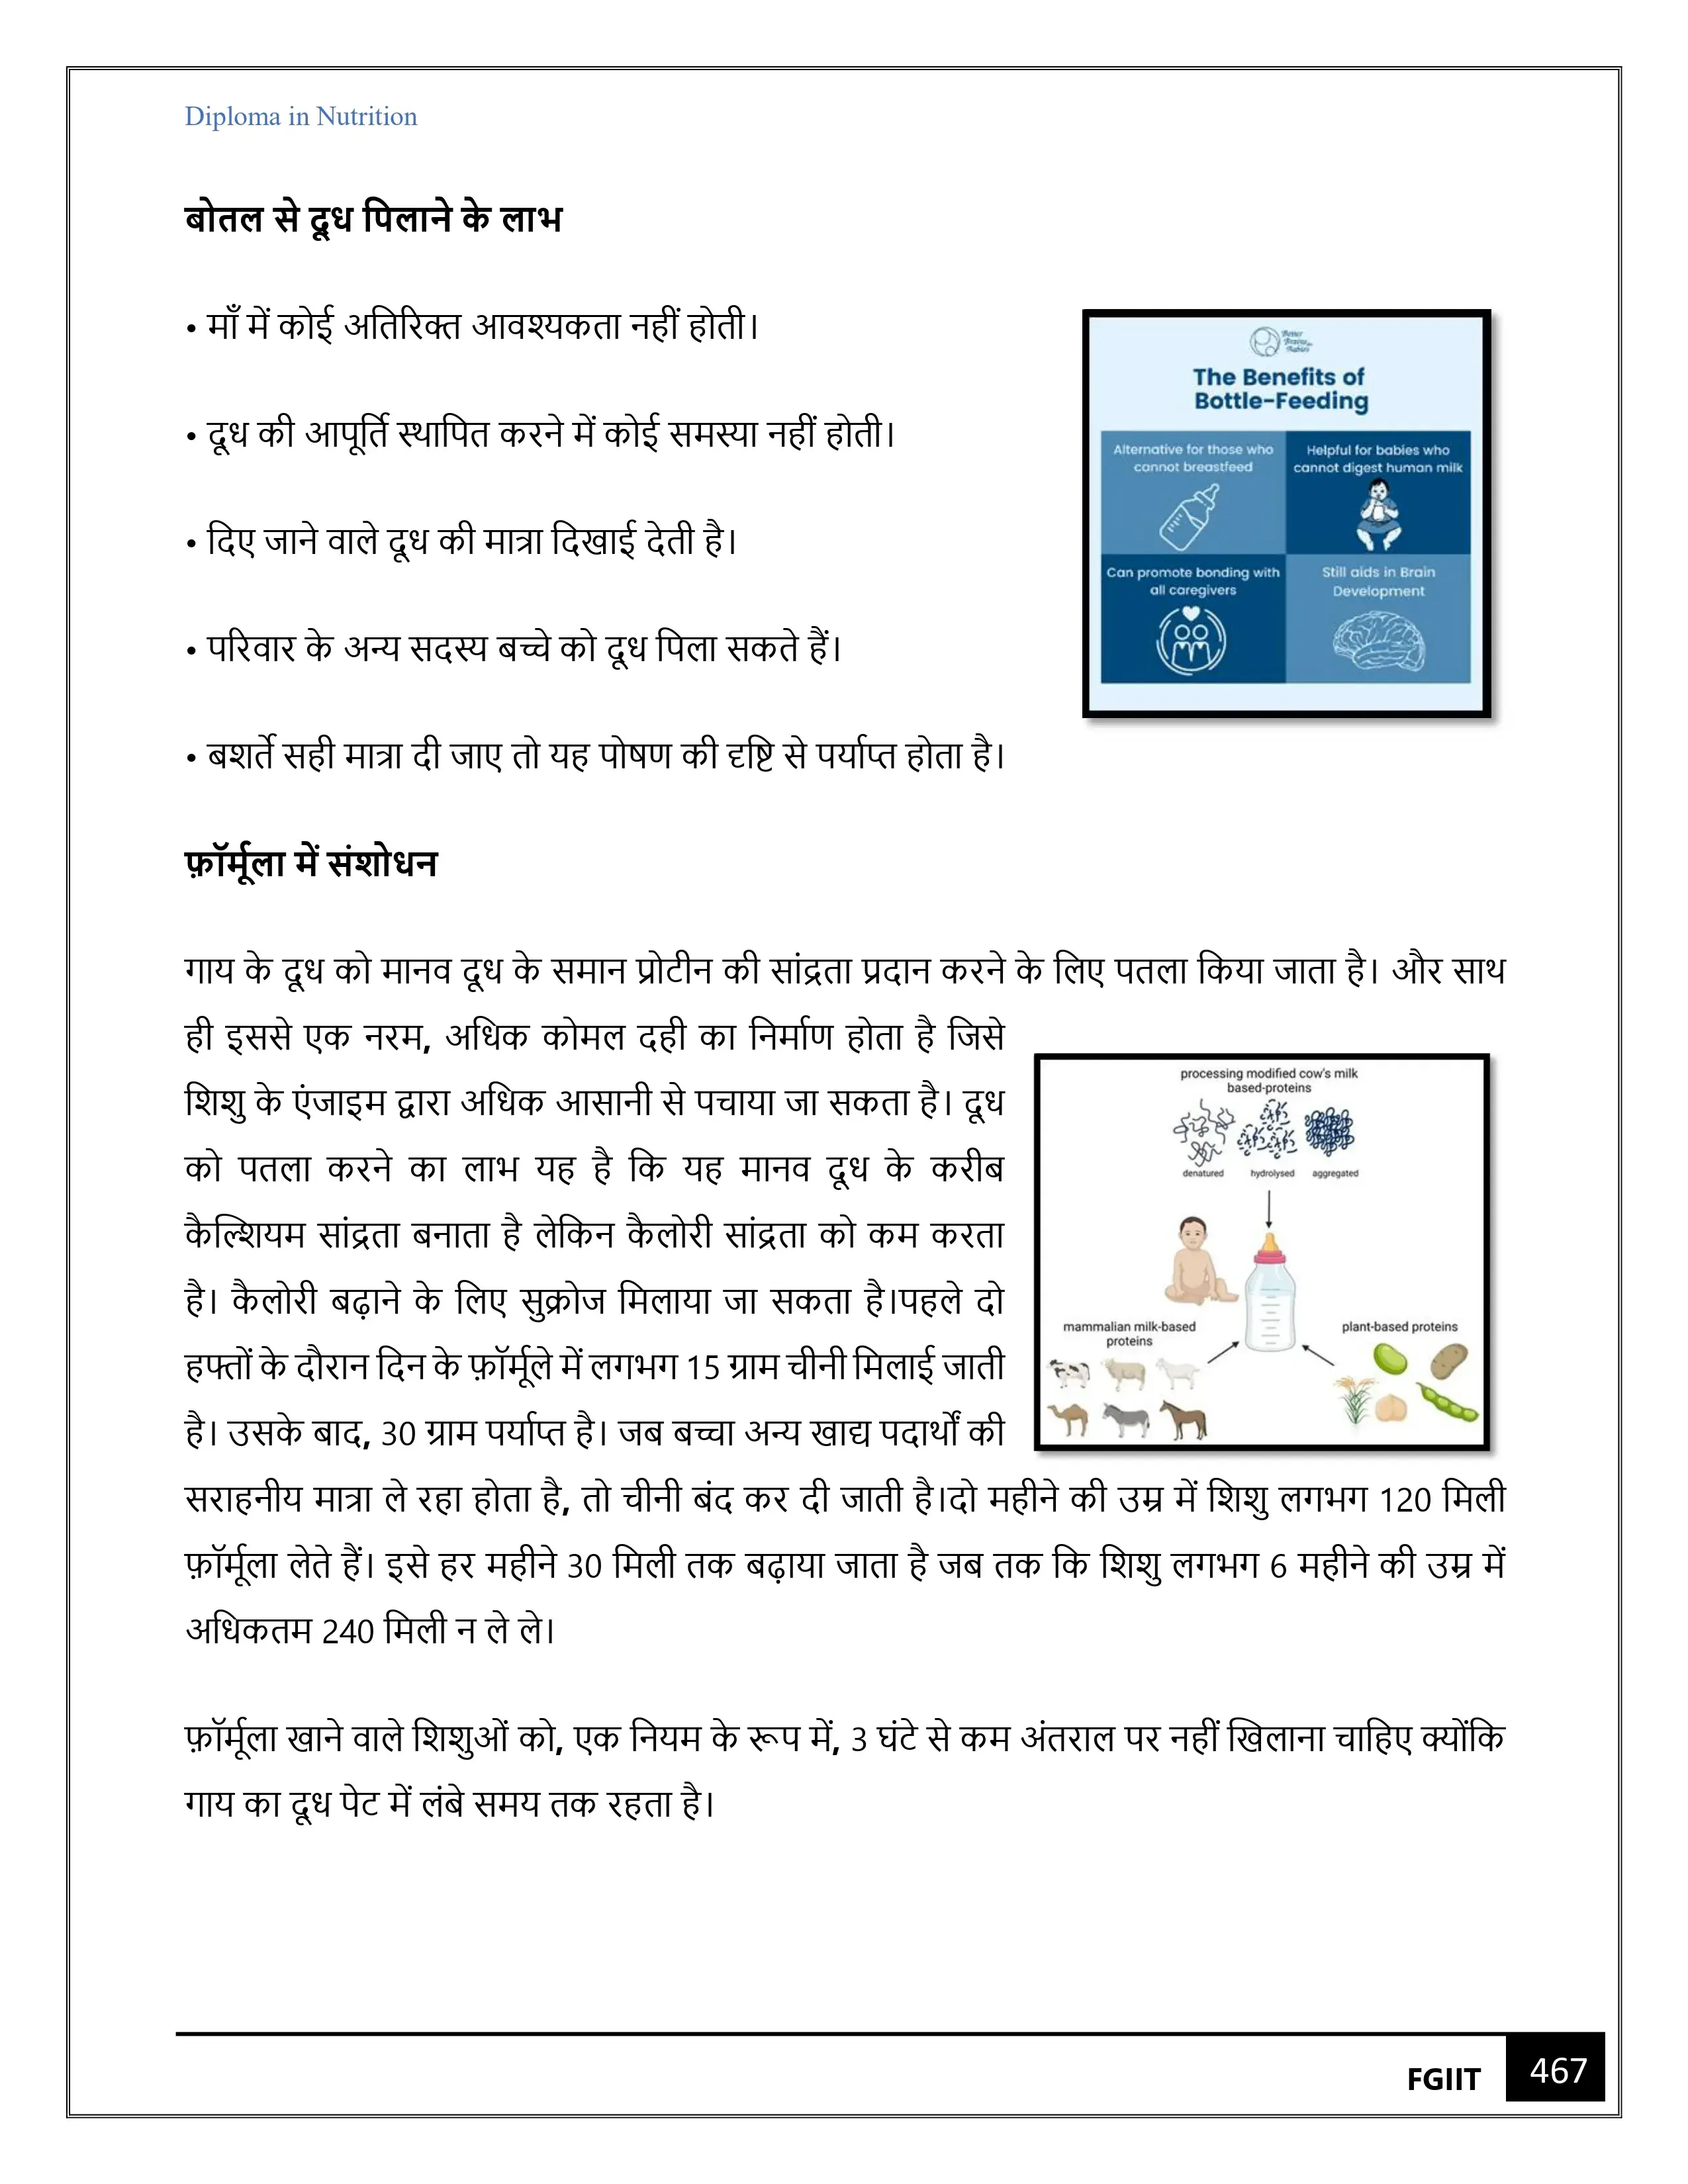 Diploma in Nutrition
बोतल से दूध पिलाने के लाभ
• माँ में कोई अतिरिक्त आवश्यकता नहीं होती।
• दूध की आपूर्ति स्थापित करने में कोई समस्या नहीं होती।
• दिए जाने वाले दूध की मात्रा दिखाई देती है।
• परिवार के अन्य सदस्य बच्चे को दूध पिला सकते हैं।
• बशर्ते सही मात्रा दी जाए तो यह पोषण की दृष्टि से पर्याप्त होता है।
Better
Brains for
Babies
The Benefits of
Bottle-Feeding
Alternative for those who
cannot breastfeed
Helpful for babies who
cannot digest human milk
Can promote bonding with
all caregivers
Still aids in Brain
Development
फ़ॉर्मूला में संशोधन
गाय के दूध को मानव दूध के समान प्रोटीन की सांद्रता प्रदान करने के लिए पतला किया जाता है। और साथ
ही इससे एक नरम, अधिक कोमल दही का निर्माण होता है जिसे
शिशु के एंजाइम द्वारा अधिक आसानी से पचाया जा सकता है। दूध
को पतला करने का लाभ यह है कि यह मानव दूध के करीब
कैल्शियम सांद्रता बनाता है लेकिन कैलोरी सांद्रता को कम करता
है। कैलोरी बढ़ाने के लिए सुक्रोज मिलाया जा सकता है।पहले दो
हफ्तों के दौरान दिन के फ़ॉर्मूले में लगभग 15 ग्राम चीनी मिलाई जाती
है। उसके बाद, 30 ग्राम पर्याप्त है। जब बच्चा अन्य खाद्य पदार्थों की
सराहनीय मात्रा ले रहा होता है, तो चीनी बंद कर दी जाती है।दो महीने की उम्र में शिशु लगभग 120 मिली
फ़ॉर्मूला लेते हैं। इसे हर महीने 30 मिली तक बढ़ाया जाता है जब तक कि शिशु लगभग 6 महीने की उम्र में
अधिकतम 240 मिली न ले ले।
processing modified cow's milk
based-proteins
denatured hydrolysed aggregated
mammalian milk-based
proteins
plant-based proteins
फ़ॉर्मूला खाने वाले शिशुओं को, एक नियम के रूप में, 3 घंटे से कम अंतराल पर नहीं खिलाना चाहिए क्योंकि
गाय का दूध पेट में लंबे समय तक रहता है।
FGIIT 467